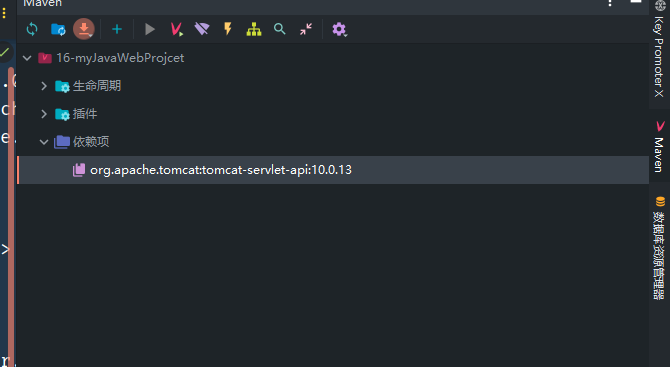 Maven
16-myJavaWebProjcet
生命周期
插件
依赖项
org.apache.tomcat:tomcat-servlet-api:10.0.13
Key Promoter X
Maven
数据库资源管理器